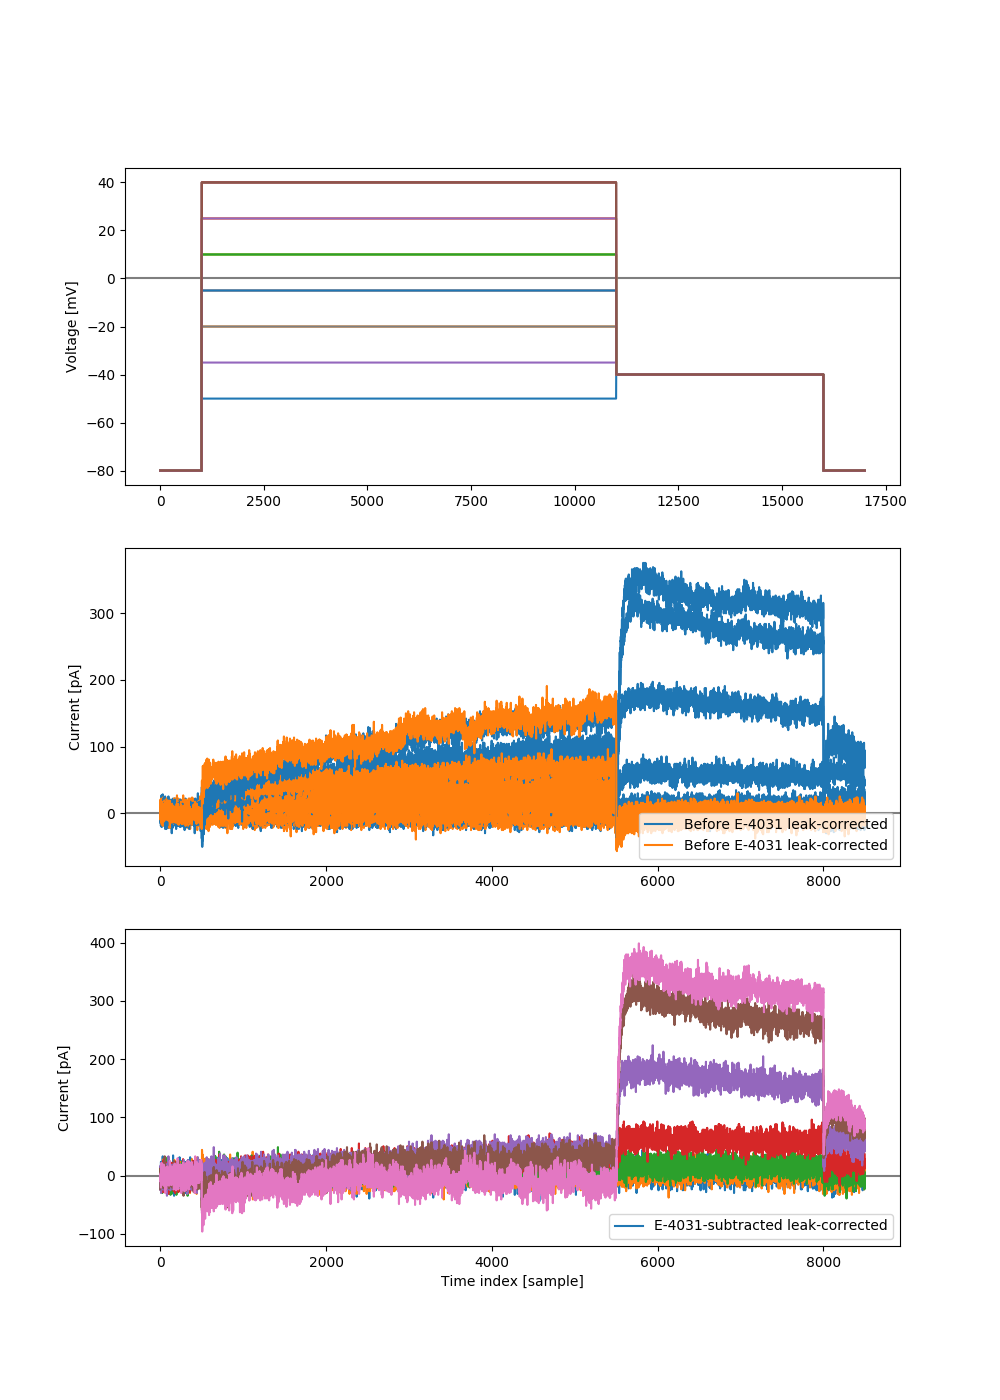 40
20
0
−20
−40
−60
−80
Voltage [mV]
0 2500 5000 7500 10000 12500 15000 17500
300
200
100
0
Current [pA]
Before E-4031 leak-corrected
Before E-4031 leak-corrected
0 2000 4000 6000 8000
400
300
200
100
0
−100
Current [pA]
E-4031-subtracted leak-corrected
0 2000 4000 6000 8000
Time index [sample]